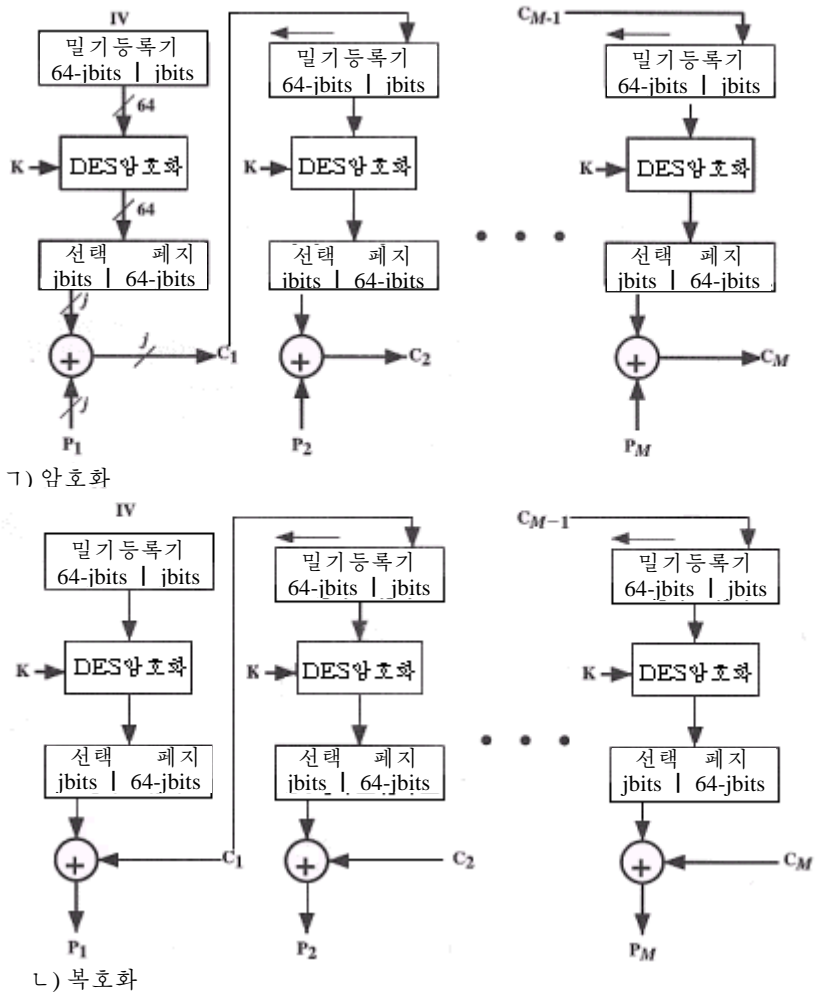 IV
밀기등록기
64-jbits | jbits
64
K
DES암호화
64
선택 페지
jbits | 64-jbits
j
j
C1
j
P1
밀기등록기
64-jbits | jbits
K
DES암호화
선택 페지
jbits | 64-jbits
C2
P2
CM-1
밀기등록기
64-jbits | jbits
K
DES암호화
선택 페지
jbits | 64-jbits
CM
PM
ㄱ) 암호화
IV
밀기등록기
64-jbits | jbits
K
DES암호화
선택 페지
jbits | 64-jbits
C1
P1
밀기등록기
64-jbits | jbits
K
DES암호화
선택 페지
jbits | 64-jbits
C2
P2
CM−1
밀기등록기
64-jbits | jbits
K
DES암호화
선택 페지
jbits | 64-jbits
CM
PM
ㄴ) 복호화